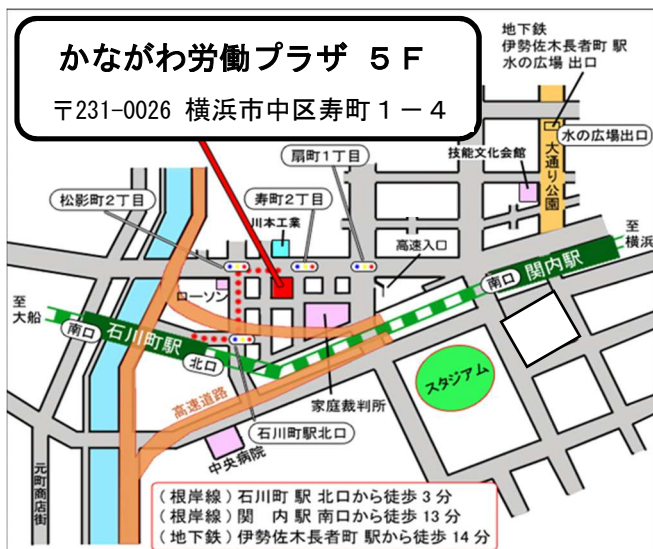 かながわ労働プラザ ５Ｆ
〒231-0026 横浜市中区寿町１－４
地下鉄
伊勢佐木長者町 駅
水の広場 出口
水の広場出口
大通り公園
技能文化会館
扇町1丁目
松影町2丁目
寿町2丁目
川本工業
高速入口
至
横浜
関内駅
南口
ローソン
至
大船
南口
石川町駅
北口
スタジアム
高速道路
家庭裁判所
石川町駅北口
中央病院
元町商店街
（根岸線）石川町 駅 北口から徒歩 3 分
（根岸線）関　内 駅 南口から徒歩 13 分
（地下鉄）伊勢佐木長者町 駅から徒歩 14 分